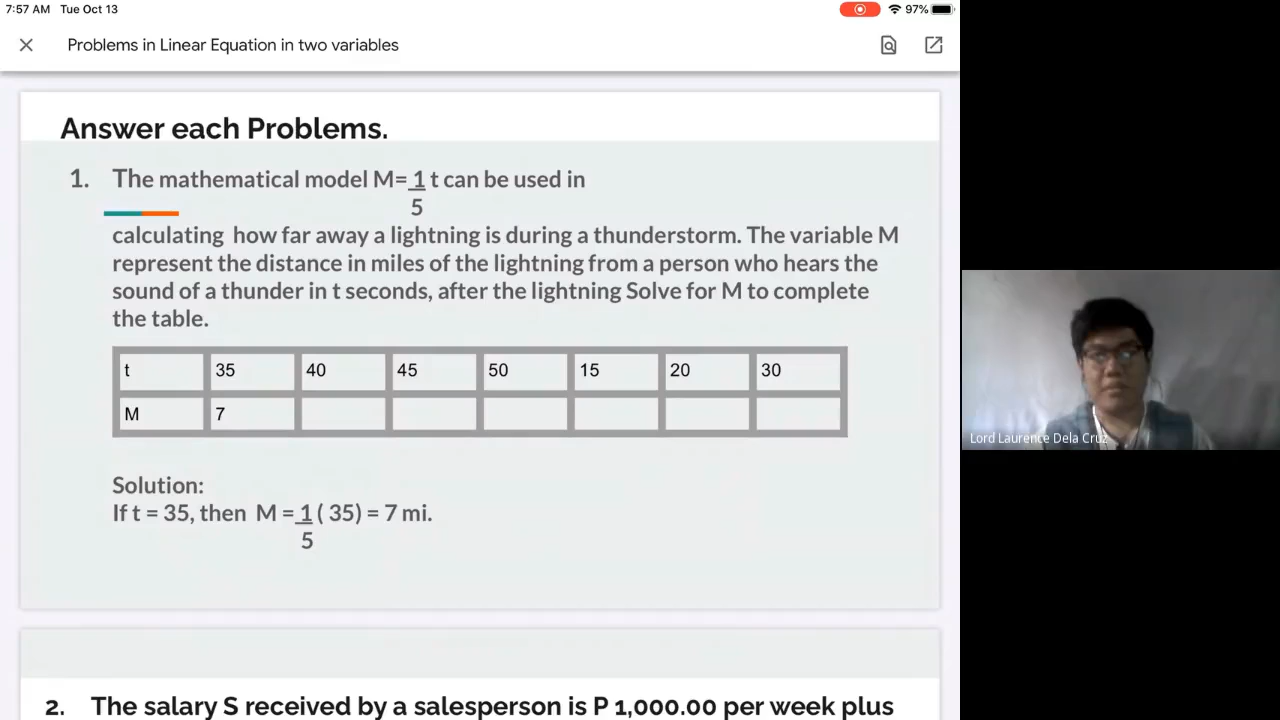 7:57 AM Tue Oct 13
97%
Problems in Linear Equation in two variables
Answer each Problems.
1. The mathematical model M= 1 t can be used in
5
calculating how far away a lightning is during a thunderstorm. The variable M
represent the distance in miles of the lightning from a person who hears the
sound of a thunder in t seconds, after the lightning Solve for M to complete
the table.
t 35 40 45 50 15 20 30
M 7
Solution:
If t = 35, then M = 1 ( 35) = 7 mi.
5
2. The salary S received by a salesperson is P 1,000.00 per week plus
Lord Laurence Dela Cruz